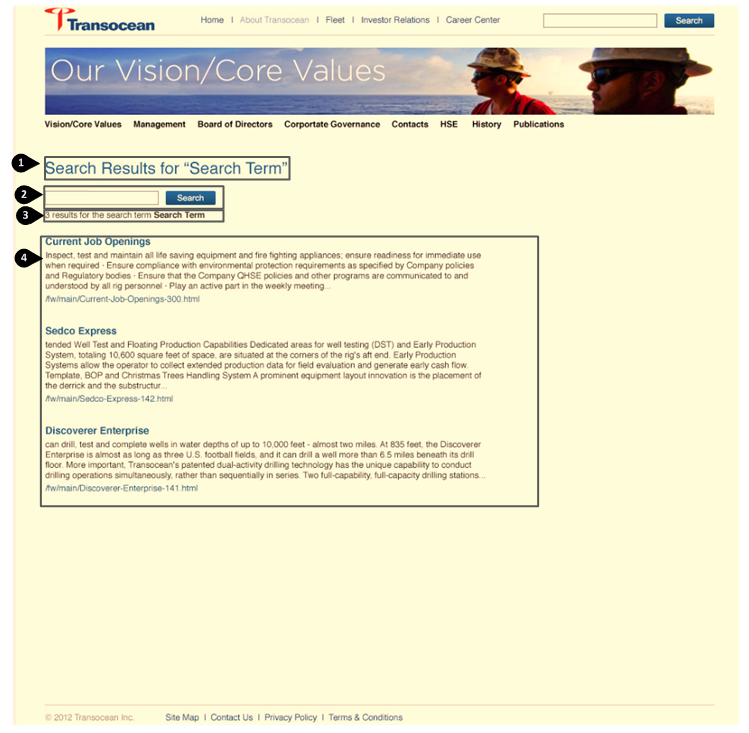 Transocean
Home | About Transocean | Fleet | Investor Relations | Career Center
Search
Our Vision/Core Values
Vision/Core Values Management Board of Directors Corportate Governance Contacts HSE History Publications
1
Search Results for “Search Term”
2
Search
3
3 results for the search term Search Term
4
Current Job Openings
Inspect, test and maintain all life saving equipment and fire fighting appliances; ensure readiness for immediate use
when required - Ensure compliance with environmental protection requirements as specified by Company policies
and Regulatory bodies - Ensure that the Company QHSE policies and other programs are communicated to and
understood by all rig personnel - Play an active part in the weekly meeting...
/fw/main/Current-Job-Openings-300.html
Sedco Express
tended Well Test and Floating Production Capabilities Dedicated areas for well testing (DST) and Early Production
System, totaling 10,600 square feet of space, are situated at the corners of the rig's aft end. Early Production
Systems allow the operator to collect extended production data for field evaluation and generate early cash flow.
Template, BOP and Christmas Trees Handling System A prominent equipment layout innovation is the placement of
the derrick and the substructur...
/fw/main/Sedco-Express-142.html
Discoverer Enterprise
can drill, test and complete wells in water depths of up to 10,000 feet - almost two miles. At 835 feet, the Discoverer
Enterprise is almost as long as three U.S. football fields, and it can drill a well more than 6.5 miles beneath its drill
floor. More important, Transocean's patented dual-activity drilling technology has the unique capability to conduct
drilling operations simultaneously, rather than sequentially in series. Two full-capability, full-capacity drilling stations...
/fw/main/Discoverer-Enterprise-141.html
© 2012 Transocean Inc. Site Map | Contact Us | Privacy Policy | Terms & Conditions